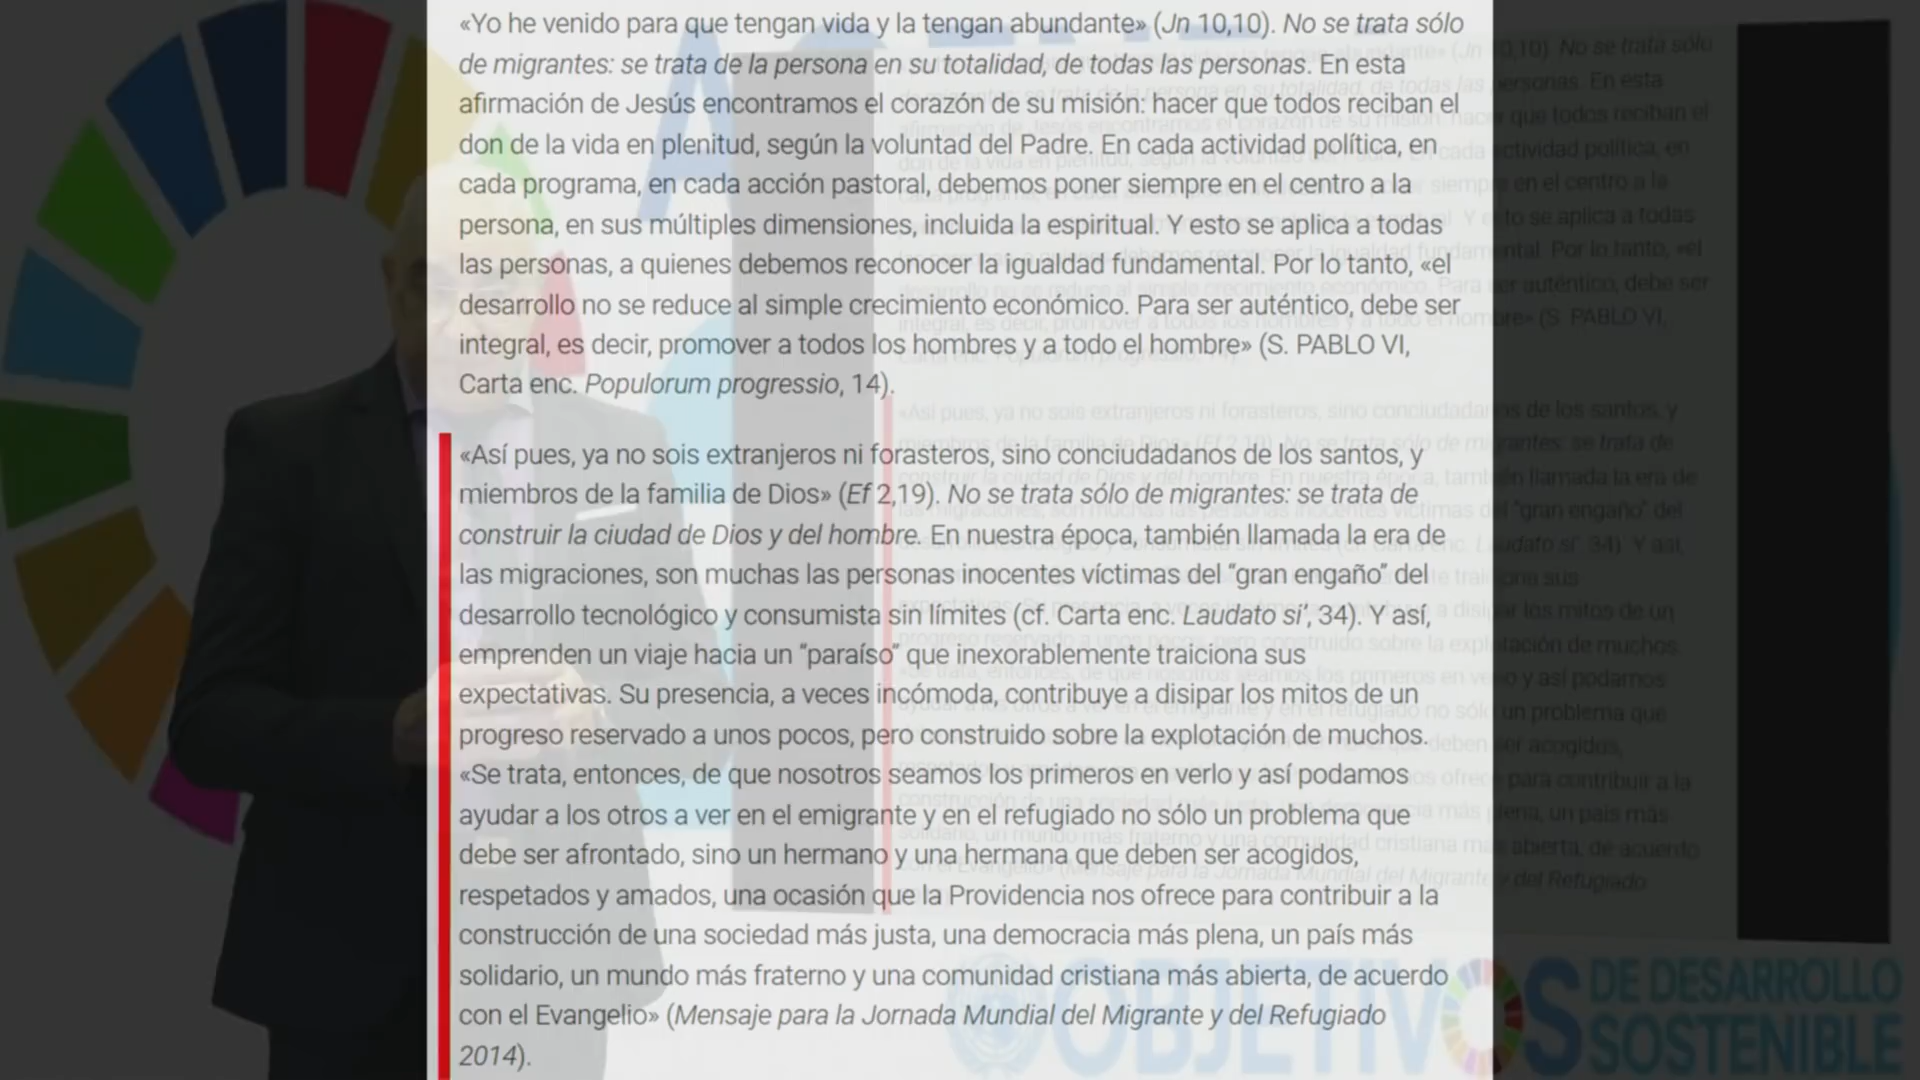 «Yo he venido para que tengan vida y la tengan abundante» (Jn 10,10). No se trata sólo
de migrantes: se trata de la persona en su totalidad, de todas las personas. En esta
afirmación de Jesús encontramos el corazón de su misión: hacer que todos reciban el
don de la vida en plenitud, según la voluntad del Padre. En cada actividad política, en
cada programa, en cada acción pastoral, debemos poner siempre en el centro a la
persona, en sus múltiples dimensiones, incluida la espiritual. Y esto se aplica a todas
las personas, a quienes debemos reconocer la igualdad fundamental. Por lo tanto, «el
desarrollo no se reduce al simple crecimiento económico. Para ser auténtico, debe ser
integral, es decir, promover a todos los hombres y a todo el hombre» (S. PABLO VI,
Carta enc. Populorum progressio, 14).
«Así pues, ya no sois extranjeros ni forasteros, sino conciudadanos de los santos, y
miembros de la familia de Dios» (Ef 2,19). No se trata sólo de migrantes: se trata de
construir la ciudad de Dios y del hombre. En nuestra época, también llamada la era de
las migraciones, son muchas las personas inocentes víctimas del “gran engaño” del
desarrollo tecnológico y consumista sin límites (cf. Carta enc. Laudato si’, 34). Y así,
emprenden un viaje hacia un “paraíso” que inexorablemente traiciona sus
expectativas. Su presencia, a veces incómoda, contribuye a disipar los mitos de un
progreso reservado a unos pocos, pero construido sobre la explotación de muchos.
«Se trata, entonces, de que nosotros seamos los primeros en verlo y así podamos
ayudar a los otros a ver en el emigrante y en el refugiado no sólo un problema que
debe ser afrontado, sino un hermano y una hermana que deben ser acogidos,
respetados y amados, una ocasión que la Providencia nos ofrece para contribuir a la
construcción de una sociedad más justa, una democracia más plena, un país más
solidario, un mundo más fraterno y una comunidad cristiana más abierta, de acuerdo
con el Evangelio» (Mensaje para la Jornada Mundial del Migrante y del Refugiado
2014).
OBJETIVOS DE DESARROLLO
SOSTENIBLE